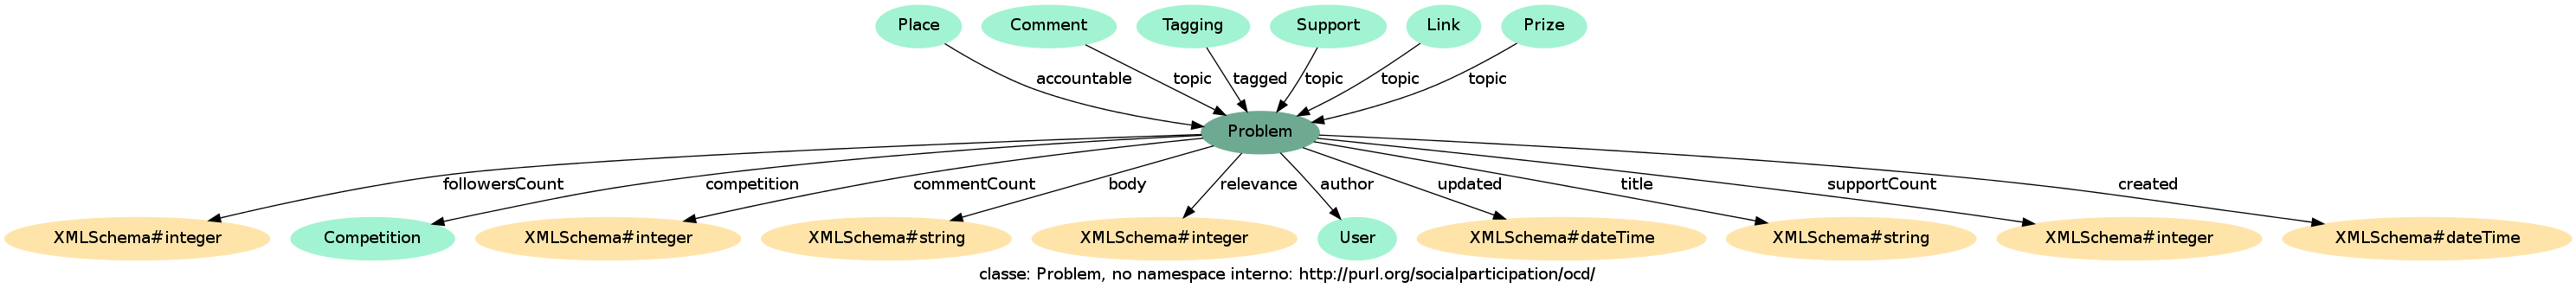 Place Comment Tagging Support Link Prize
accountable topic tagged topic topic topic
Problem
followersCount competition commentCount body relevance author updated title supportCount created
XMLSchema#integer Competition XMLSchema#integer XMLSchema#string XMLSchema#integer User XMLSchema#dateTime XMLSchema#string XMLSchema#integer XMLSchema#dateTime
classe: Problem, no namespace interno: http://purl.org/socialparticipation/ocd/